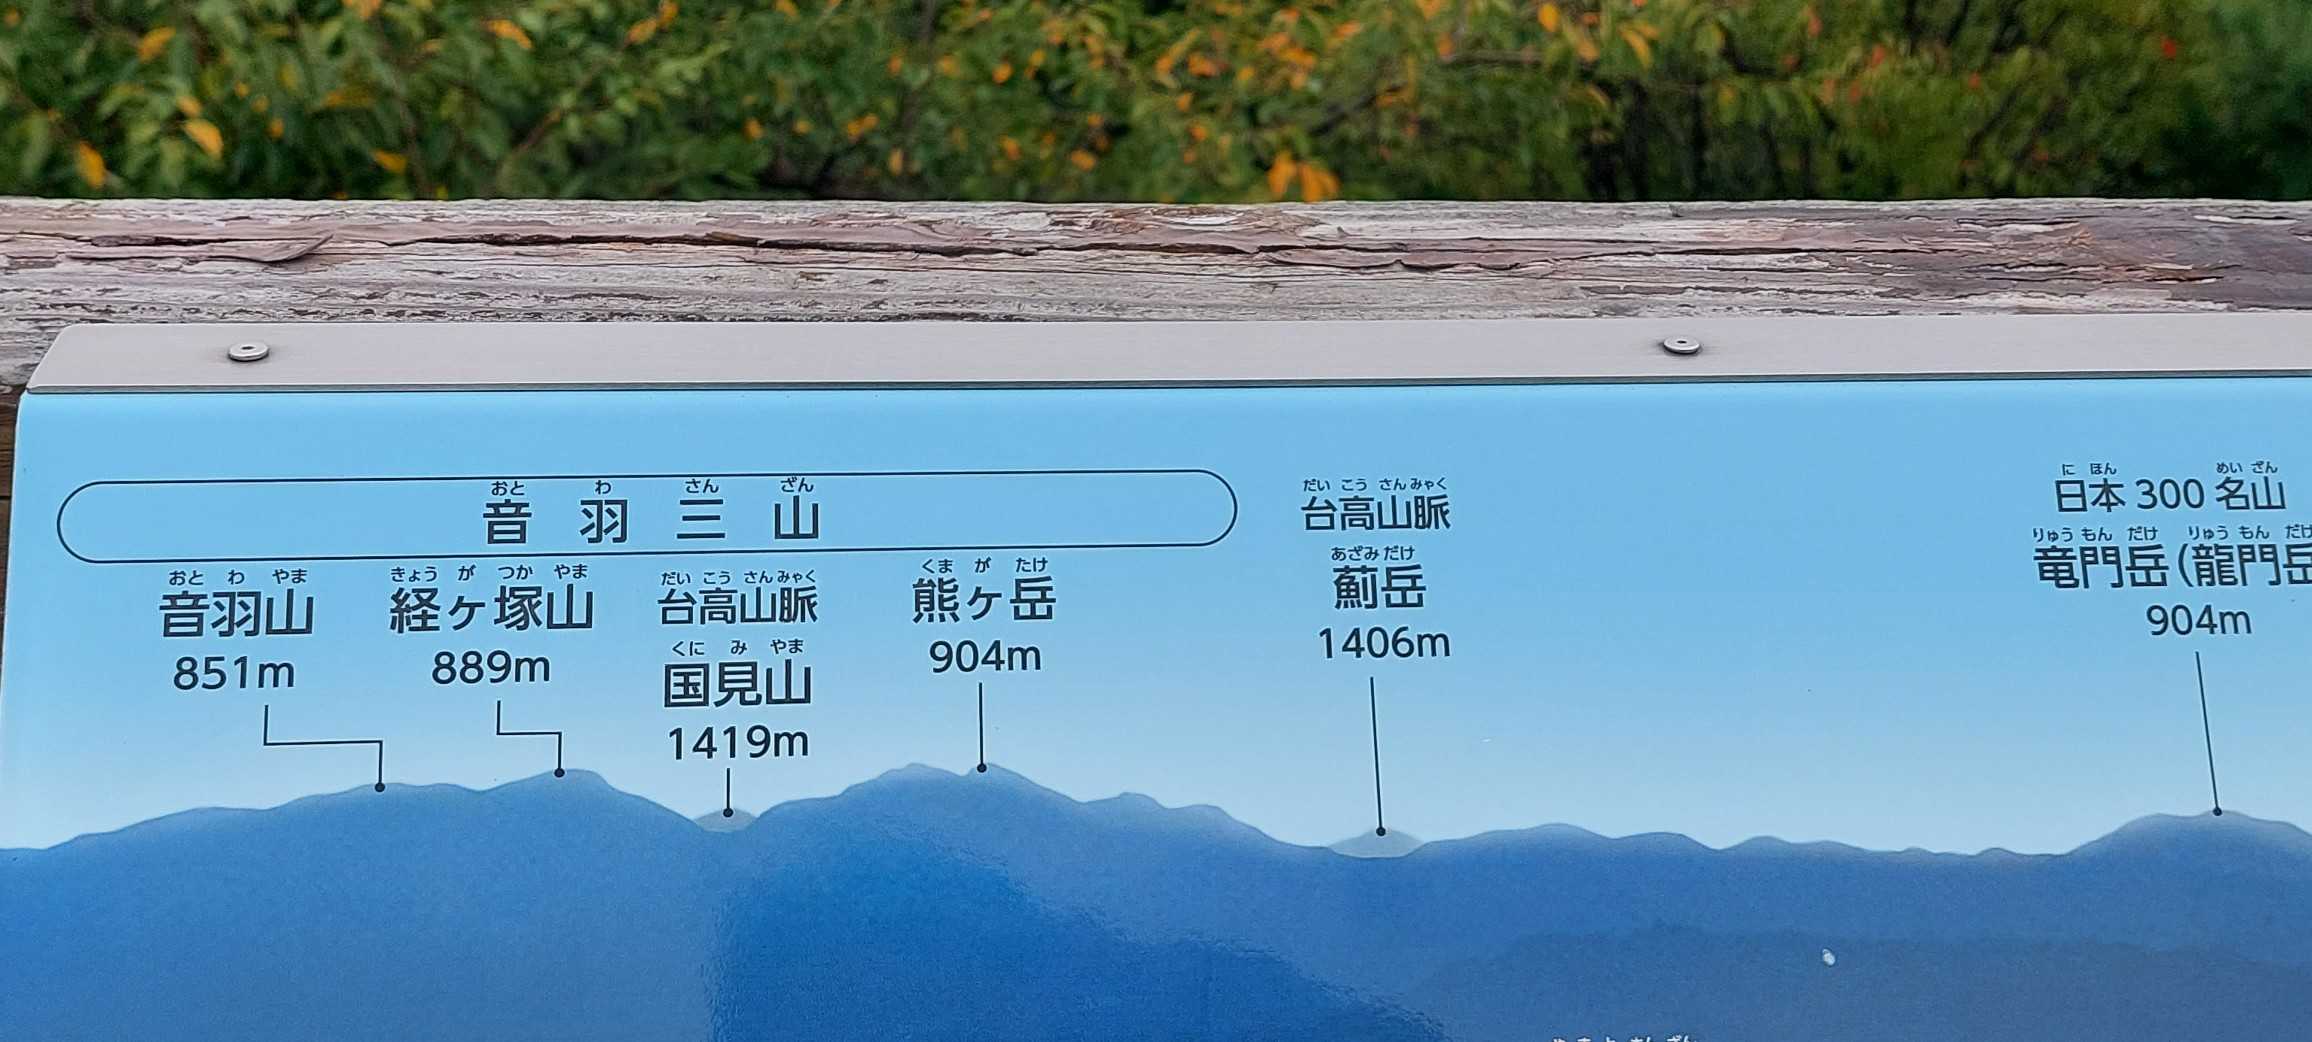 おと わ さん ざん
音羽三山
おと わ やま
音羽山
851m
きょう が つか やま
経ヶ塚山
889m
だい こう さんみゃく
台高山脈
くに み やま
国見山
1419m
くま が たけ
熊ヶ岳
904m
だい こう さんみゃく
台高山脈
あざみ だけ
薊岳
1406m
に ほん めい ざん
日本300名山
りゅう もん だけ りゅう もん だけ
竜門岳(龍門岳
904m